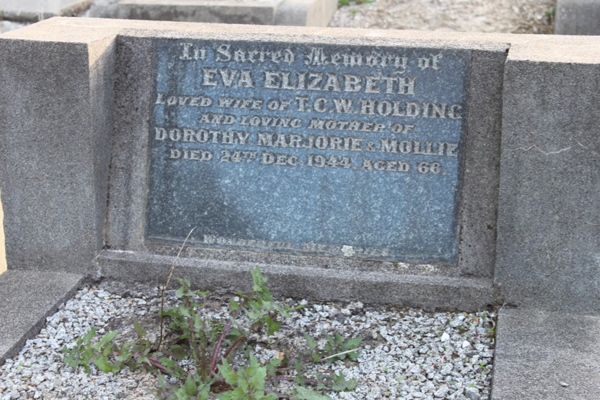 In Sacred Memory of
EVA ELIZABETH
LOVED WIFE OF T.C.W. HOLDING
AND LOVING MOTHER OF
DOROTHY MARJORIE & MOLLIE
DIED 24TH DEC 1944, AGED 66.